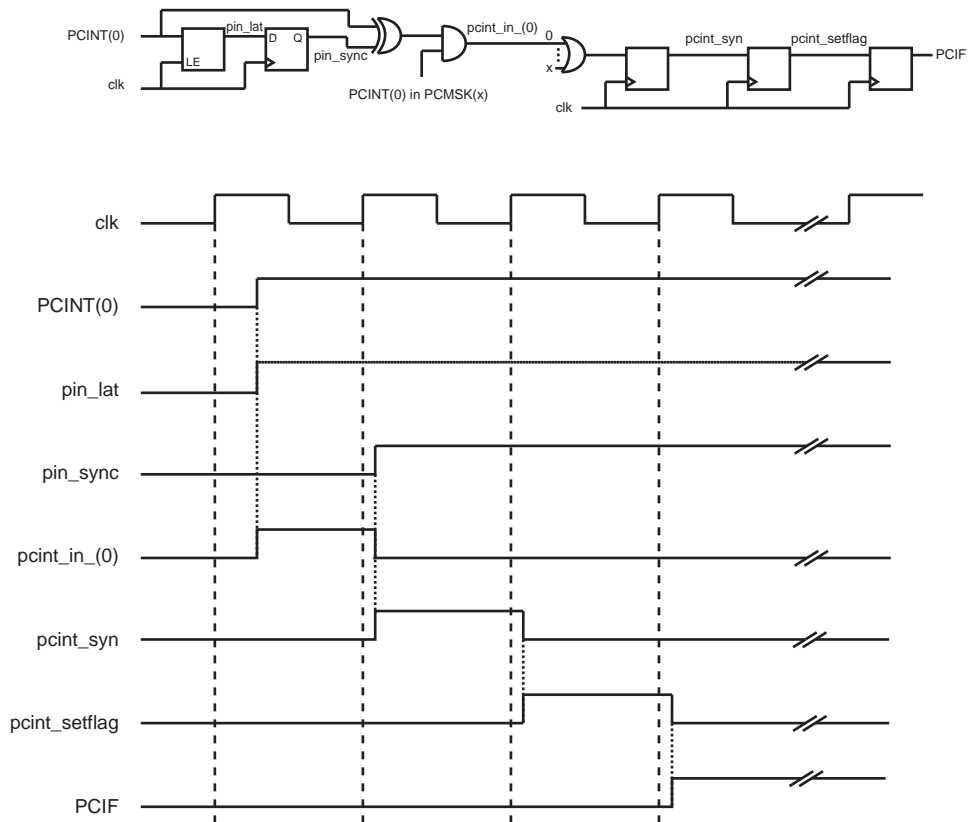 PCINT(0)
pin_lat
D Q
LE
pin_sync
clk
PCINT(0) in PCMSK(x)
pcint_in_(0)
0
x
pcint_syn
pcint_setflag
PCIF
clk
clk
PCINT(0)
pin_lat
pin_sync
pcint_in_(0)
pcint_syn
pcint_setflag
PCIF